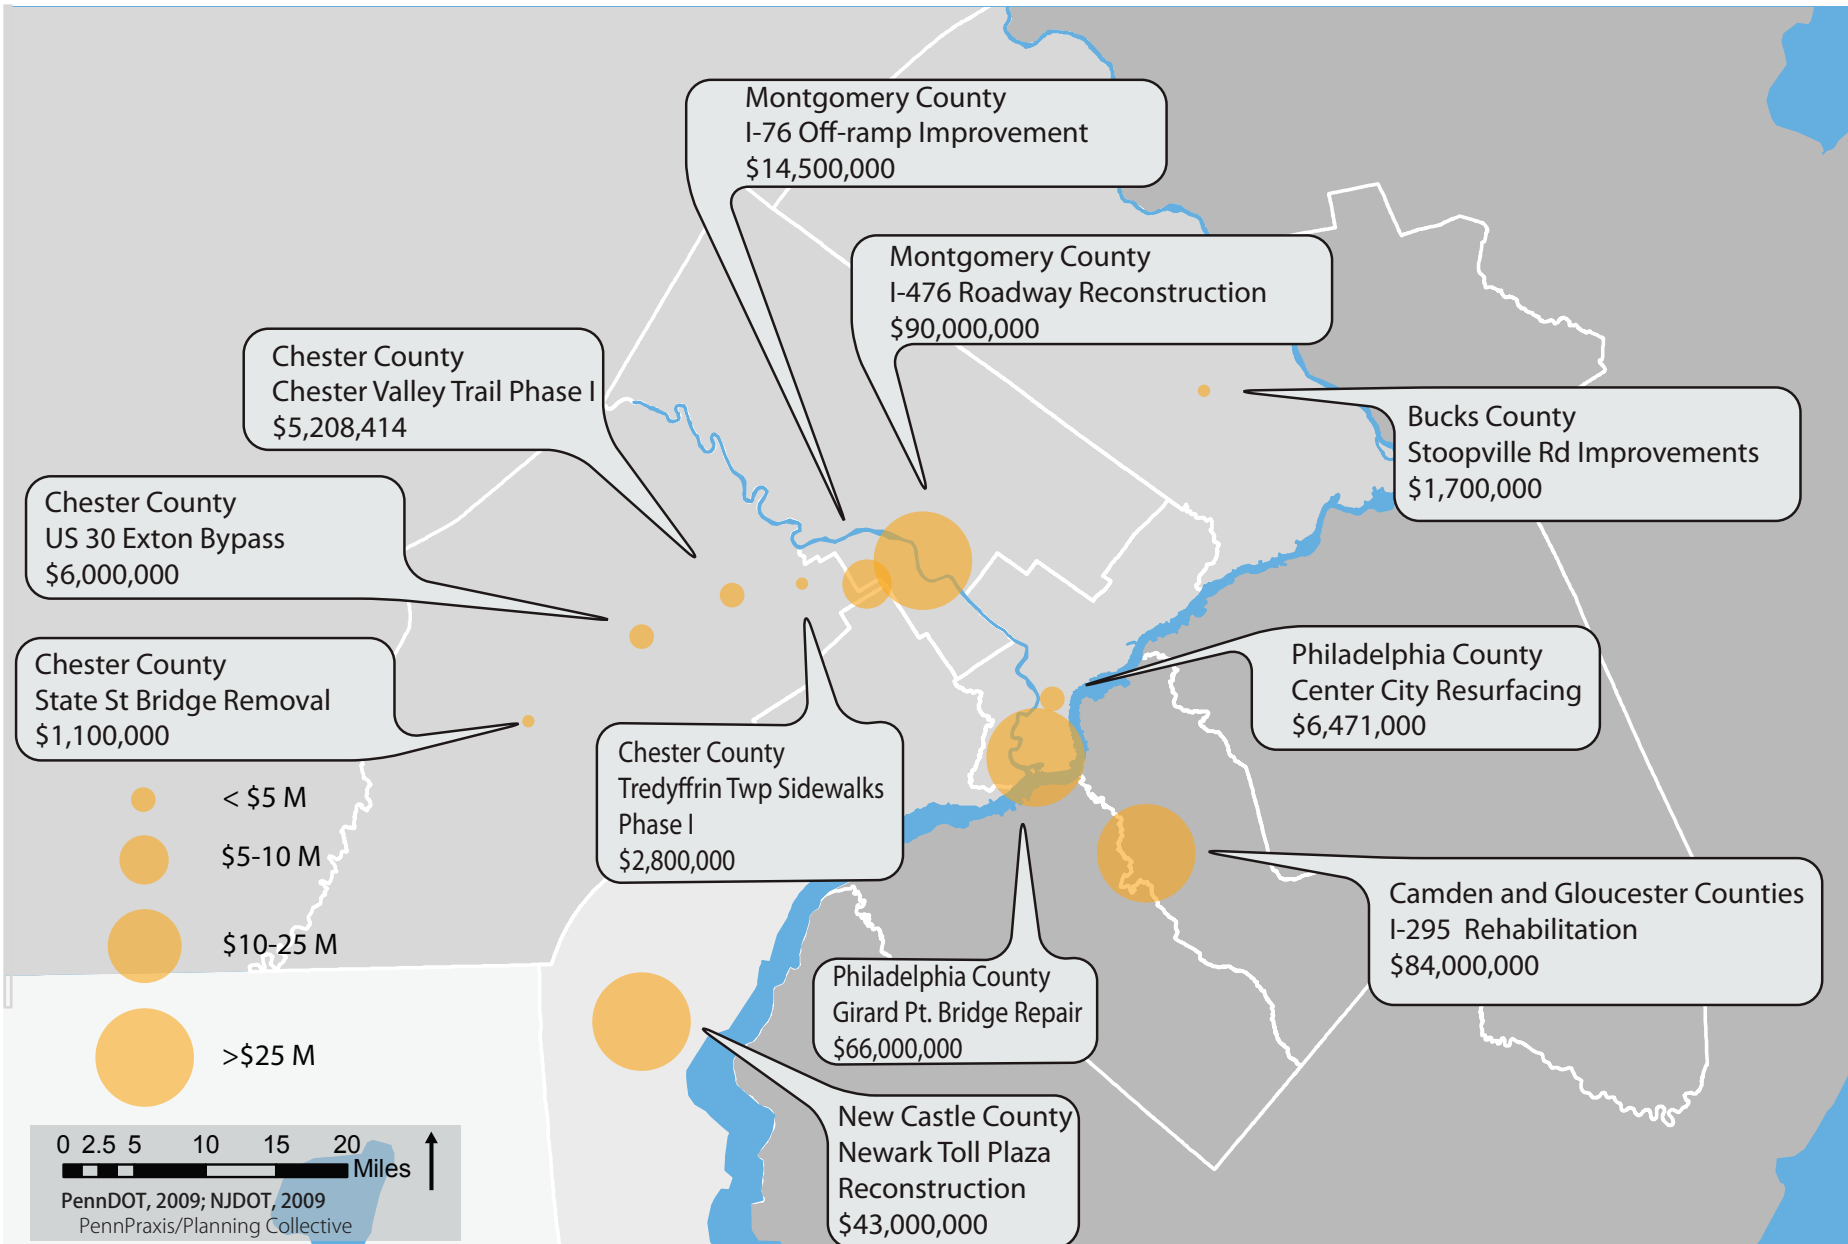 Montgomery County
I-76 Off-ramp Improvement
$14,500,000
Montgomery County
I-476 Roadway Reconstruction
$90,000,000
Chester County
Chester Valley Trail Phase I
$5,208,414
Bucks County
Stoopville Rd Improvements
$1,700,000
Chester County
US 30 Exton Bypass
$6,000,000
Chester County
State St Bridge Removal
$1,100,000
Philadelphia County
Center City Resurfacing
$6,471,000
Chester County
Tredyffrin Twp Sidewalks
Phase I
$2,800,000
Camden and Gloucester Counties
I-295 Rehabilitation
$84,000,000
Philadelphia County
Girard Pt. Bridge Repair
$66,000,000
New Castle County
Newark Toll Plaza
Reconstruction
$43,000,000
< $5 M
$5-10 M
$10-25 M
>$25 M
0 2.5 5 10 15 20
Miles
PennDOT, 2009; NJDOT, 2009
PennPraxis/Planning Collective